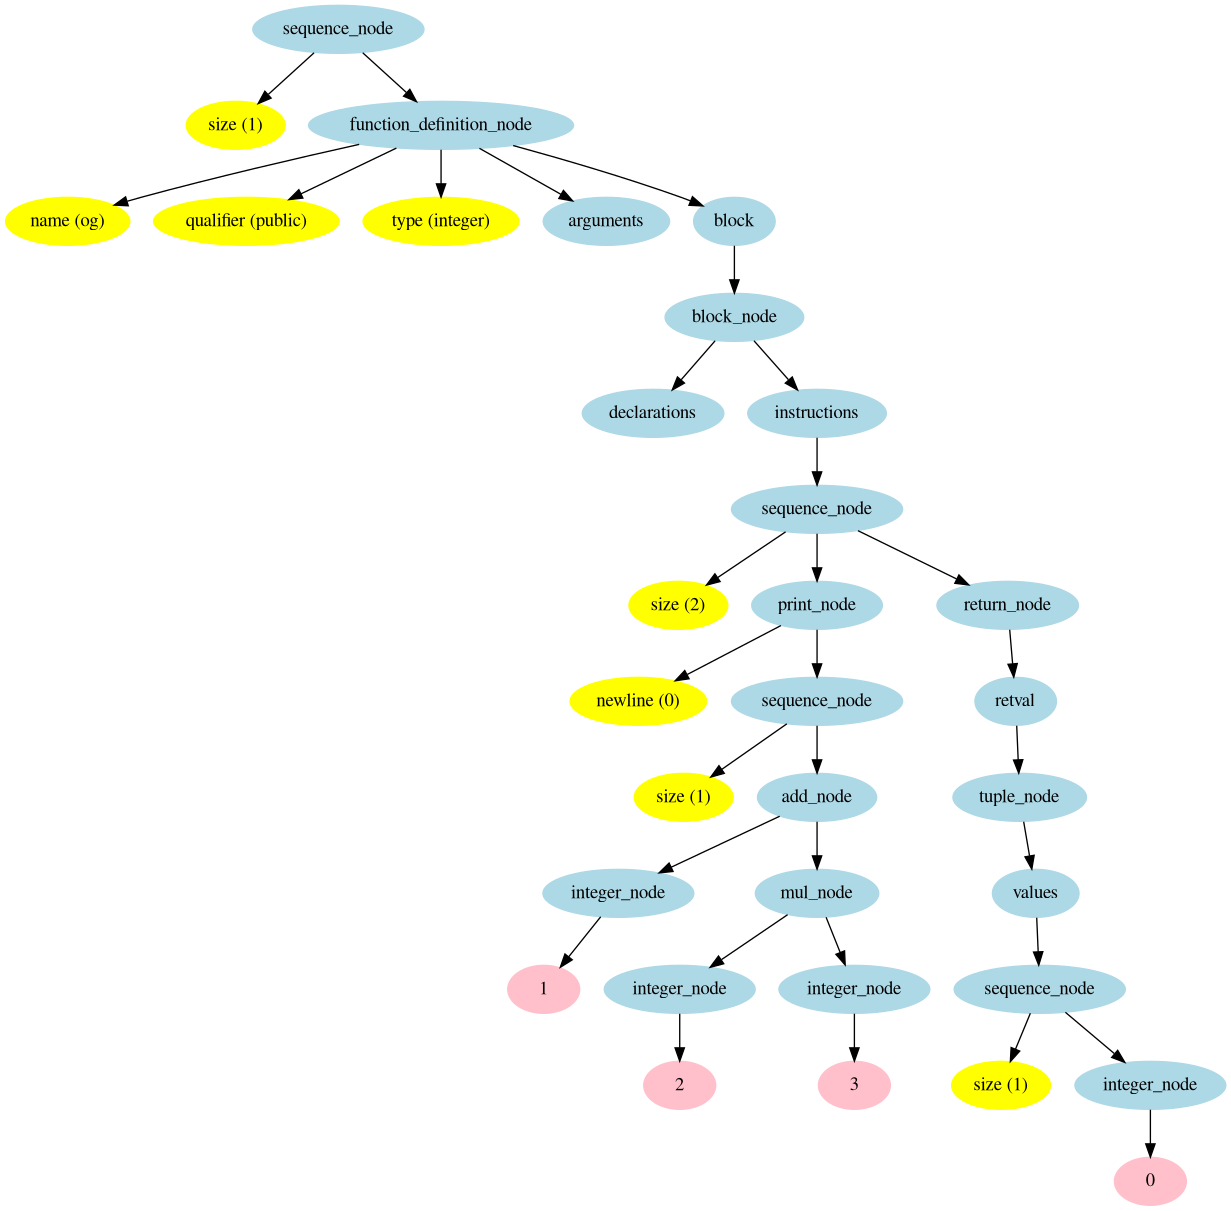 sequence_node
size (1)
function_definition_node
name (og)
qualifier (public)
type (integer)
arguments
block
block_node
declarations
instructions
sequence_node
size (2)
print_node
return_node
newline (0)
sequence_node
retval
size (1)
add_node
tuple_node
integer_node
mul_node
values
1
integer_node
integer_node
sequence_node
2
3
size (1)
integer_node
0